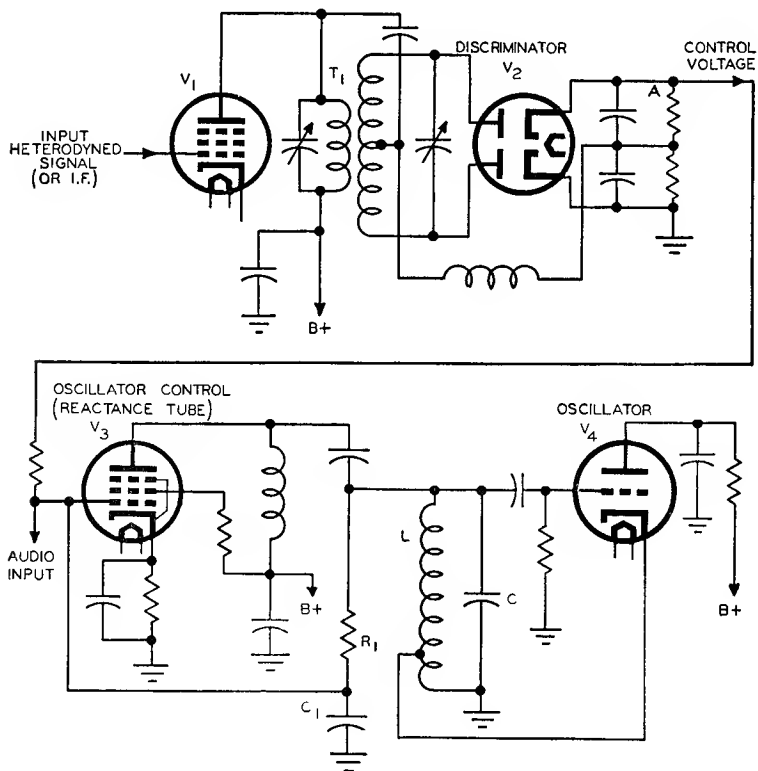 DISCRIMINATOR
V2
CONTROL
VOLTAGE
V1
T1
A
INPUT
HETERODYNED
SIGNAL
(OR I.F.)
B+
OSCILLATOR CONTROL
(REACTANCE TUBE)
V3
OSCILLATOR
V4
AUDIO
INPUT
B+
R1
C1
L
C
B+